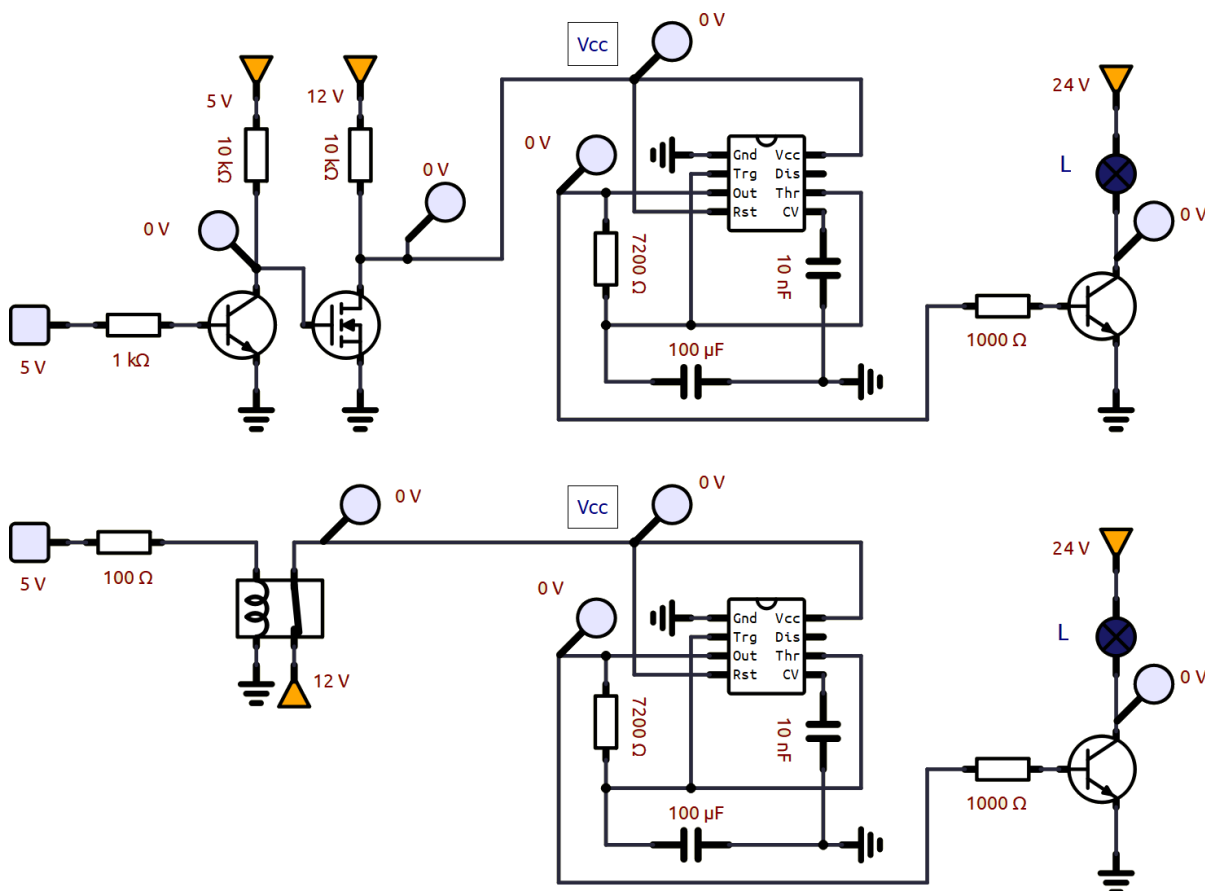 Vcc
0 V
5 V
12 V
24 V
10 kΩ
10 kΩ
0 V
0 V
0 V
Gnd Vcc
Trg Dis
Out Thr
Rst CV
L
0 V
7200 Ω
10 nF
5 V
1 kΩ
100 µF
1000 Ω
Vcc
0 V
0 V
5 V
100 Ω
12 V
24 V
0 V
Gnd Vcc
Trg Dis
Out Thr
Rst CV
L
0 V
7200 Ω
10 nF
100 µF
1000 Ω